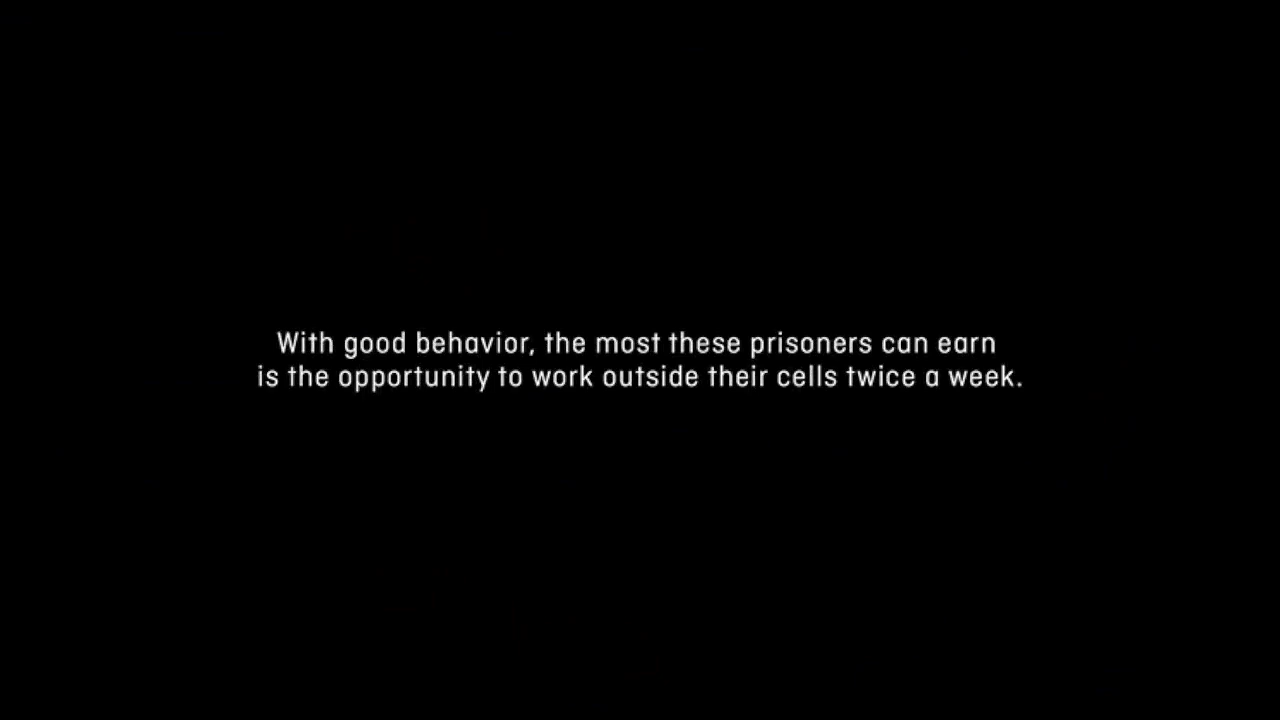 With good behavior, the most these prisoners can earn
is the opportunity to work outside their cells twice a week.